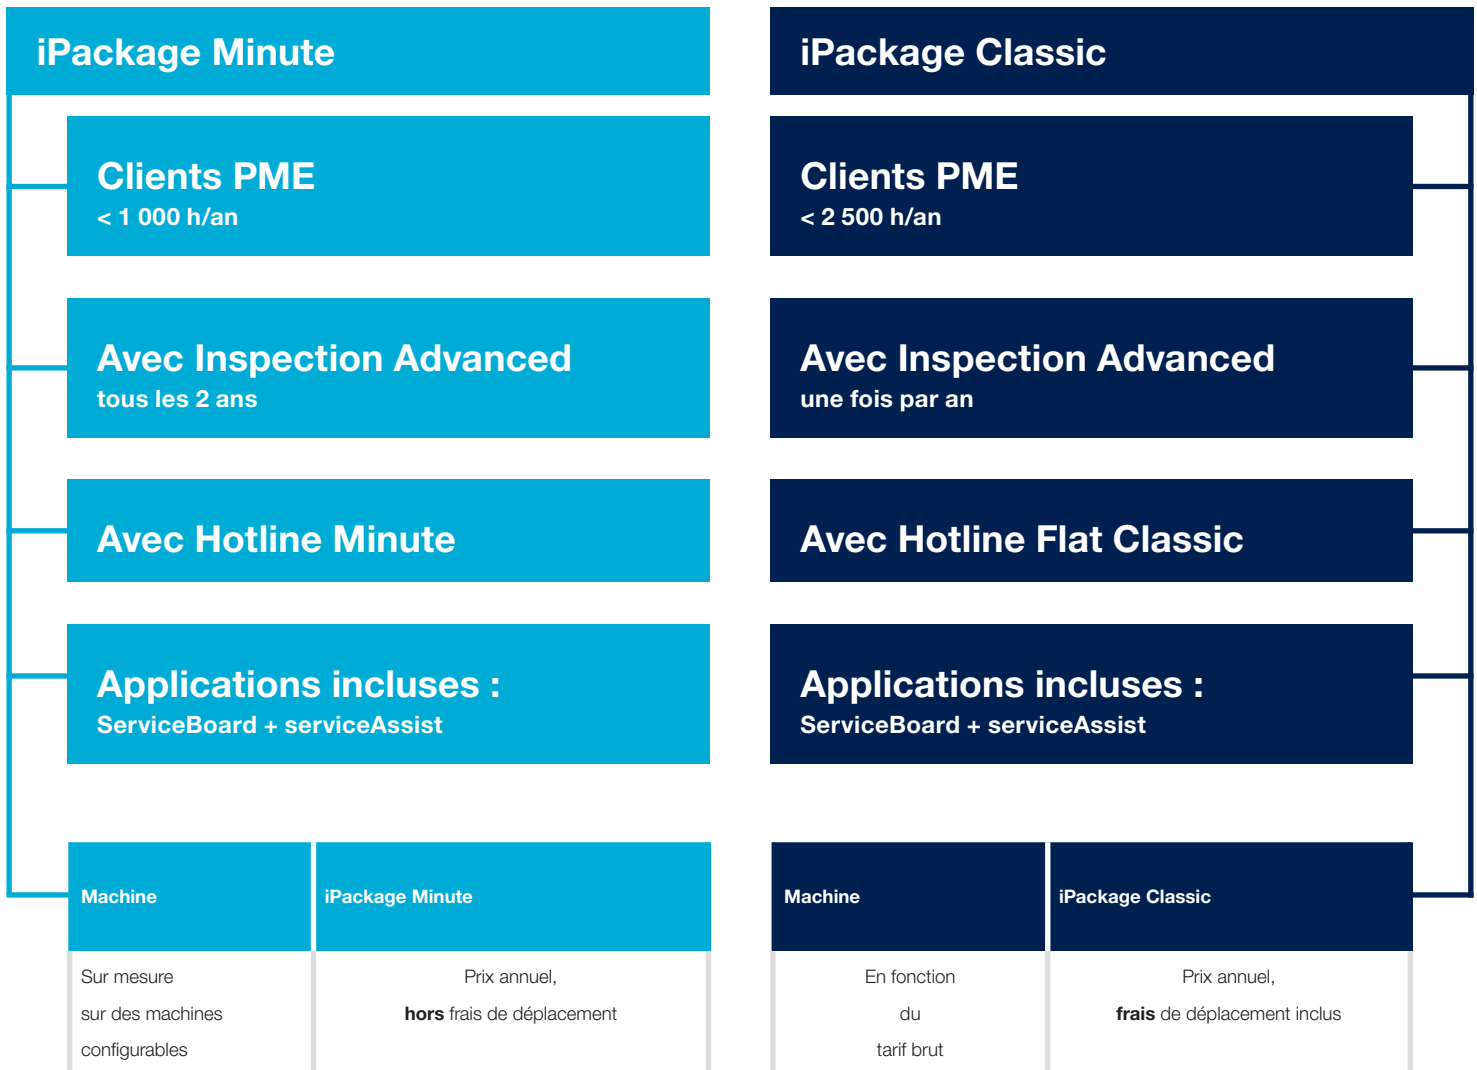 iPackage Minute
Clients PME
< 1 000 h/an
Avec Inspection Advanced
tous les 2 ans
Avec Hotline Minute
Applications incluses :
ServiceBoard + serviceAssist
Machine
iPackage Minute
Sur mesure
sur des machines
configurables
Prix annuel,
hors frais de déplacement
iPackage Classic
Clients PME
< 2 500 h/an
Avec Inspection Advanced
une fois par an
Avec Hotline Flat Classic
Applications incluses :
ServiceBoard + serviceAssist
Machine
iPackage Classic
En fonction
du
tarif brut
Prix annuel,
frais de déplacement inclus